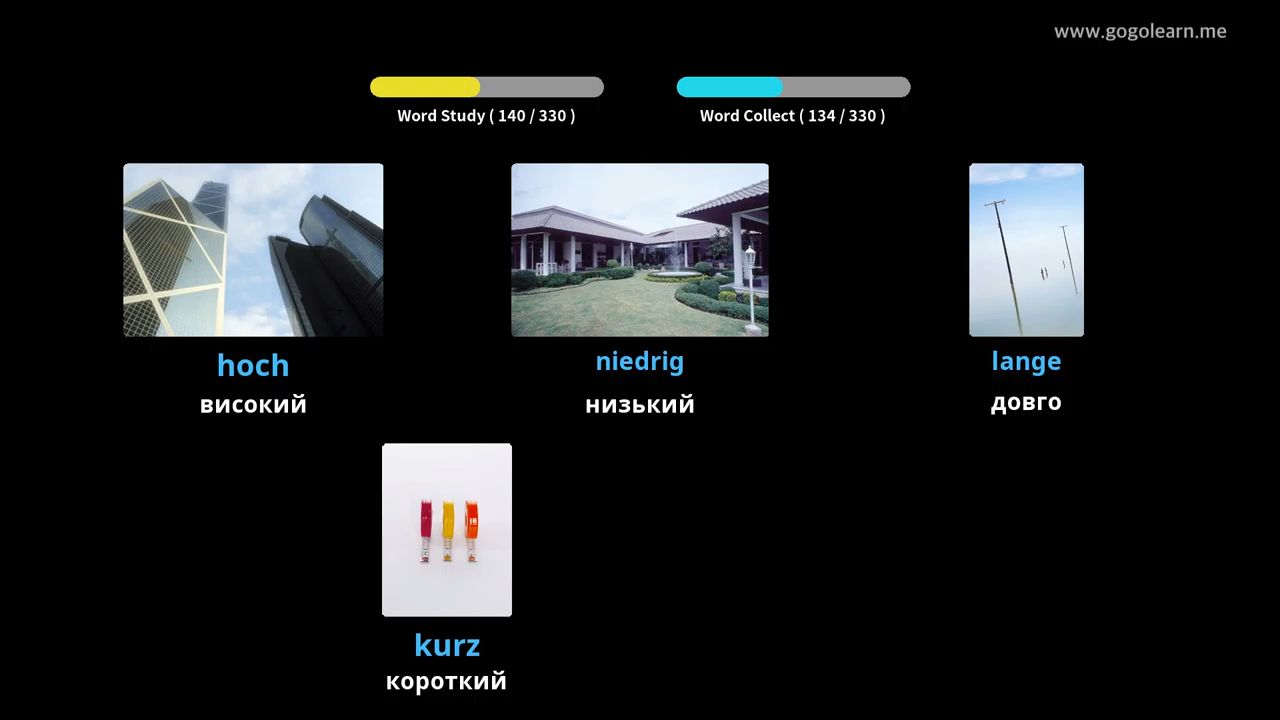 www.gogolearn.me
Word Study ( 140 / 330 )
Word Collect ( 134 / 330 )
hoch
високий
niedrig
низький
lange
довго
kurz
короткий